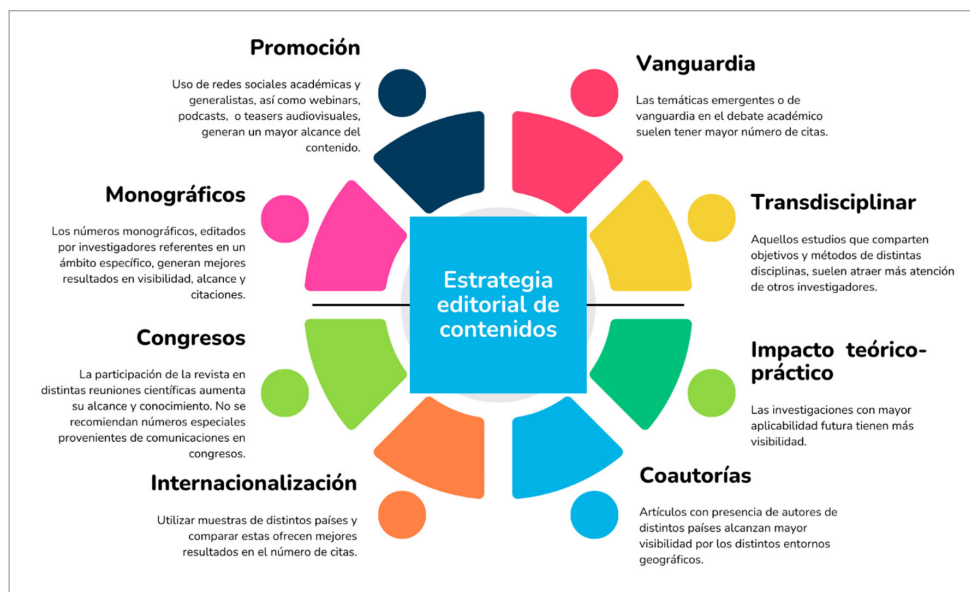 Promoción
Uso de redes sociales académicas y
generalistas, así como webinars,
podcasts, o teasers audiovisuales,
generan un mayor alcance del
contenido.
Vanguardia
Las temáticas emergentes o de
vanguardia en el debate académico
suelen tener mayor número de citas.
Monográficos
Los números monográficos, editados
por investigadores referentes en un
ámbito específico, generan mejores
resultados en visibilidad, alcance y
citaciones.
Transdisciplinar
Aquellos estudios que comparten
objetivos y métodos de distintas
disciplinas, suelen atraer más atención
de otros investigadores.
Estrategia
editorial de
contenidos
Congresos
La participación de la revista en
distintas reuniones científicas aumenta
su alcance y conocimiento. No se
recomiendan números especiales
provenientes de comunicaciones en
congresos.
Impacto teórico-
práctico
Las investigaciones con mayor
aplicabilidad futura tienen más
visibilidad.
Internacionalización
Utilizar muestras de distintos países y
comparar estas ofrecen mejores
resultados en el número de citas.
Coautorías
Artículos con presencia de autores de
distintos países alcanzan mayor
visibilidad por los distintos entornos
geográficos.